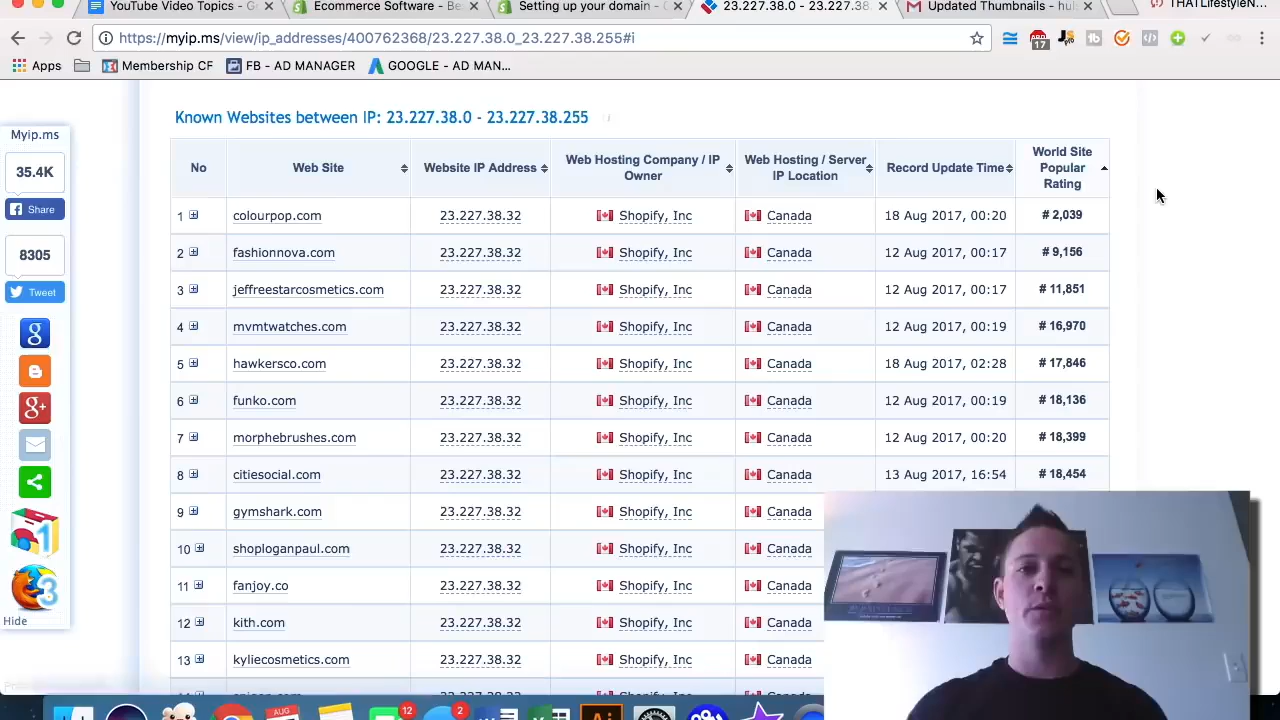 YouTube Video Topics - G
Ecommerce Software - Be
Setting up your domain - 
23.227.38.0 - 23.227.38
Updated Thumbnails - huls
THATLifestyleN
https://myip.ms/view/ip_addresses/400762368/23.227.38.0_23.227.38.255#i
17
Apps
Membership CF
FB - AD MANAGER
GOOGLE - AD MAN...
Known Websites between IP: 23.227.38.0 - 23.227.38.255
Myip.ms
35.4K
Share
8305
Tweet
Hide
No Web Site Website IP Address Web Hosting Company / IP Owner Web Hosting / Server IP Location Record Update Time World Site Popular Rating
1 colourpop.com 23.227.38.32 Shopify, Inc Canada 18 Aug 2017, 00:20 # 2,039
2 fashionnova.com 23.227.38.32 Shopify, Inc Canada 12 Aug 2017, 00:17 # 9,156
3 jeffreestarcosmetics.com 23.227.38.32 Shopify, Inc Canada 12 Aug 2017, 00:17 # 11,851
4 mvmtwatches.com 23.227.38.32 Shopify, Inc Canada 12 Aug 2017, 00:19 # 16,970
5 hawkersco.com 23.227.38.32 Shopify, Inc Canada 18 Aug 2017, 02:28 # 17,846
6 funko.com 23.227.38.32 Shopify, Inc Canada 12 Aug 2017, 00:19 # 18,136
7 morphebrushes.com 23.227.38.32 Shopify, Inc Canada 12 Aug 2017, 00:20 # 18,399
8 citiesocial.com 23.227.38.32 Shopify, Inc Canada 13 Aug 2017, 16:54 # 18,454
9 gymshark.com 23.227.38.32 Shopify, Inc Canada
10 shoploganpaul.com 23.227.38.32 Shopify, Inc Canada
11 fanjoy.co 23.227.38.32 Shopify, Inc Canada
12 kith.com 23.227.38.32 Shopify, Inc Canada
13 kyliecosmetics.com 23.227.38.32 Shopify, Inc Canada
AUG
12
2